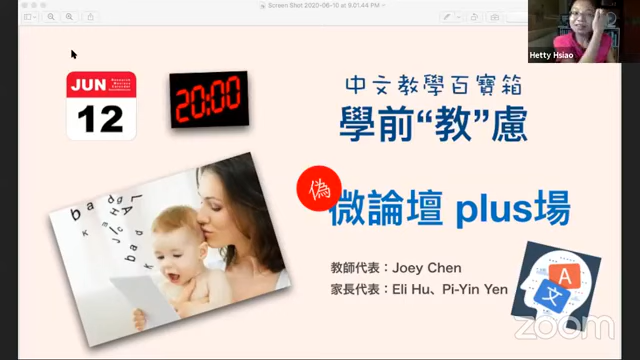 Screen Shot 2020-06-10 at 9.01.44 PM
Hetty Hsiao
JUN
12
20:00
中文教學百寶箱
學前“教”慮
偽
微論壇 plus場
教師代表：Joey Chen
家長代表：Eli Hu、Pi-Yin Yen
A
文
zoom